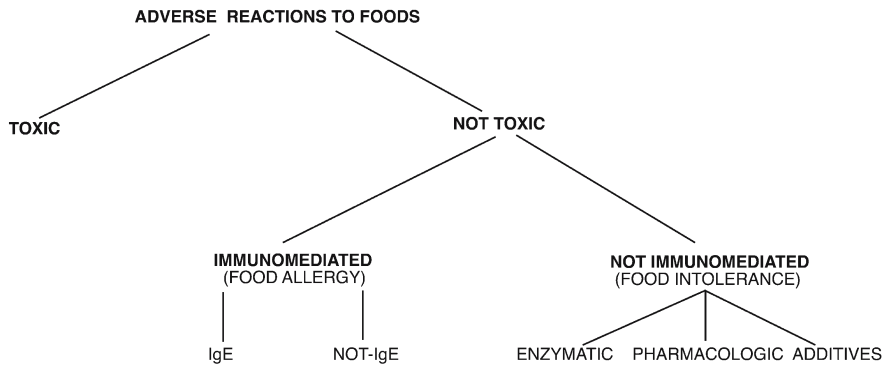 ADVERSE REACTIONS TO FOODS
TOXIC
NOT TOXIC
IMMUNOMEDIATED
(FOOD ALLERGY)
NOT IMMUNOMEDIATED
(FOOD INTOLERANCE)
IgE
NOT-IgE
ENZYMATIC
PHARMACOLOGIC
ADDITIVES